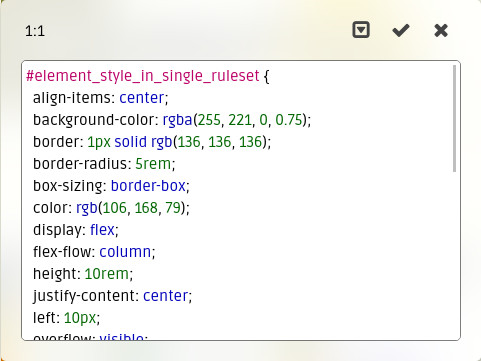 1:1
#element_style_in_single_ruleset {
align-items: center;
background-color: rgba(255, 221, 0, 0.75);
border: 1px solid rgb(136, 136, 136);
border-radius: 5rem;
box-sizing: border-box;
color: rgb(106, 168, 79);
display: flex;
flex-flow: column;
height: 10rem;
justify-content: center;
left: 10px;
overflow: visible;